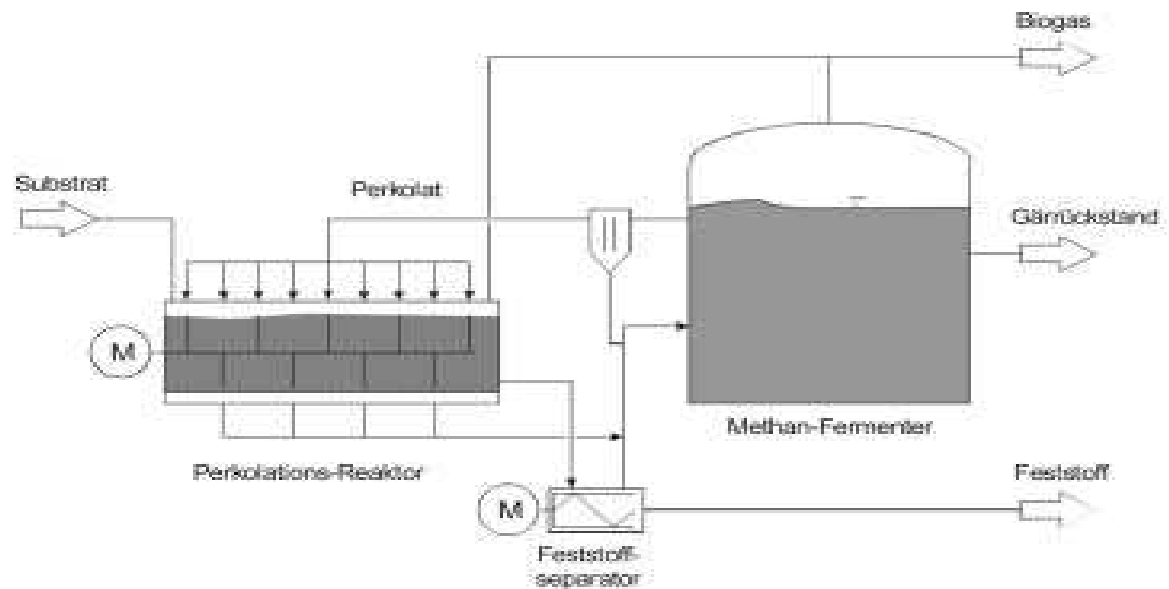 Biogas
Substrat
Perkolat
Gärrückstand
M
Methan-Fermenter
Perkolations-Reaktor
Feststoff
M
Feststoff-
separator